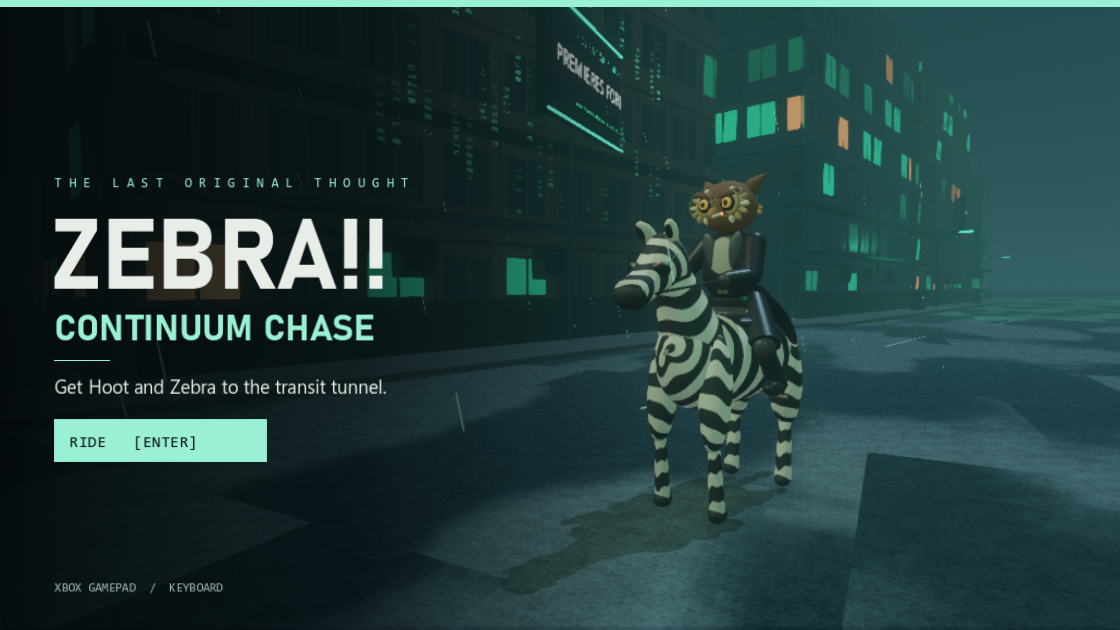 PREMIERES FOR
THE LAST ORIGINAL THOUGHT
ZEBRA!!
CONTINUUM CHASE
Get Hoot and Zebra to the transit tunnel.
RIDE [ENTER]
XBOX GAMEPAD / KEYBOARD